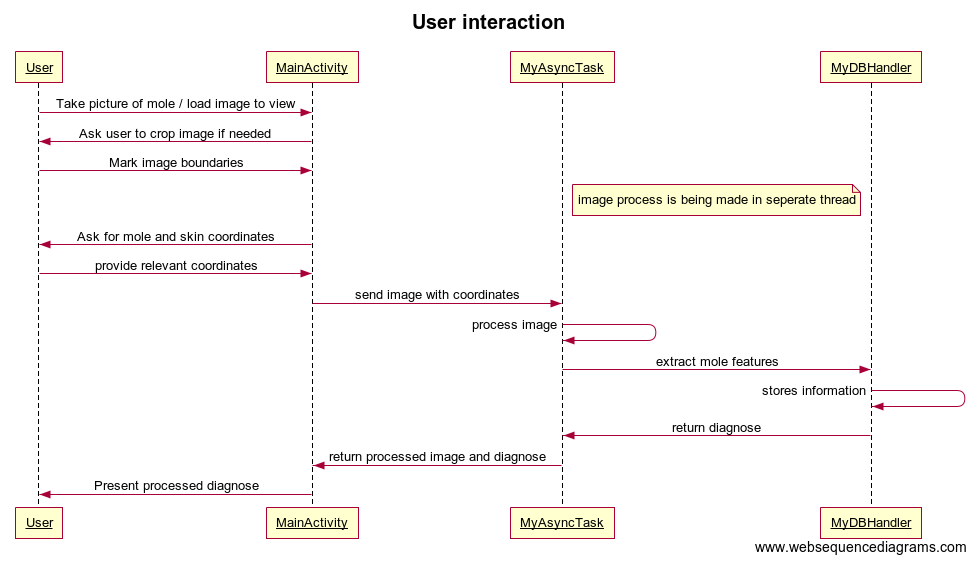 User interaction
User MainActivity MyAsyncTask MyDBHandler
Take picture of mole / load image to view
Ask user to crop image if needed
Mark image boundaries
image process is being made in seperate thread
Ask for mole and skin coordinates
provide relevant coordinates
send image with coordinates
process image
extract mole features
stores information
return diagnose
return processed image and diagnose
Present processed diagnose
User MainActivity MyAsyncTask MyDBHandler
www.websequencediagrams.com